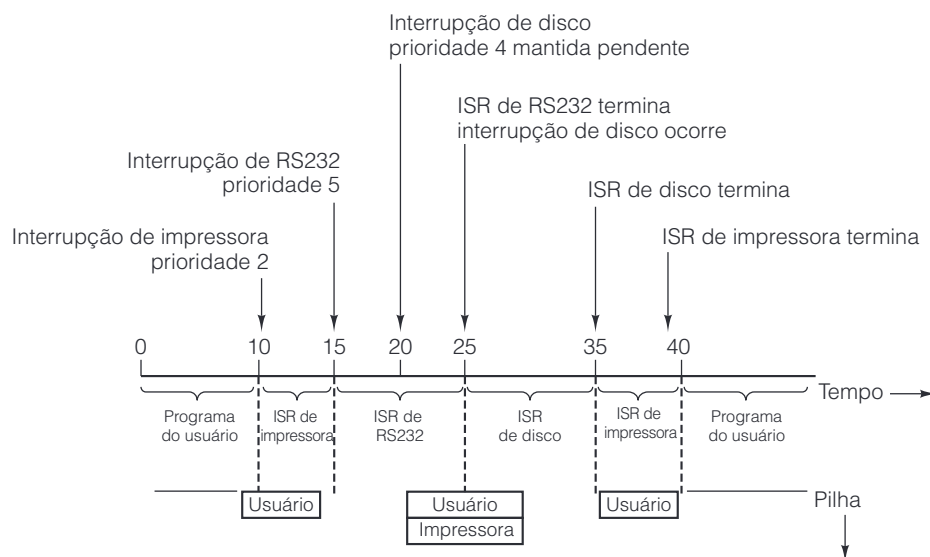 Interrupção de disco
prioridade 4 mantida pendente
ISR de RS232 termina
interrupção de disco ocorre
Interrupção de RS232
prioridade 5
ISR de disco termina
Interrupção de impressora
prioridade 2
ISR de impressora termina
0 10 15 20 25 35 40
Tempo
Programa
do usuário
ISR de
impressora
ISR de
RS232
ISR
de disco
ISR de
impressora
Programa
do usuário
Usuário
Usuário
Impressora
Usuário
Pilha